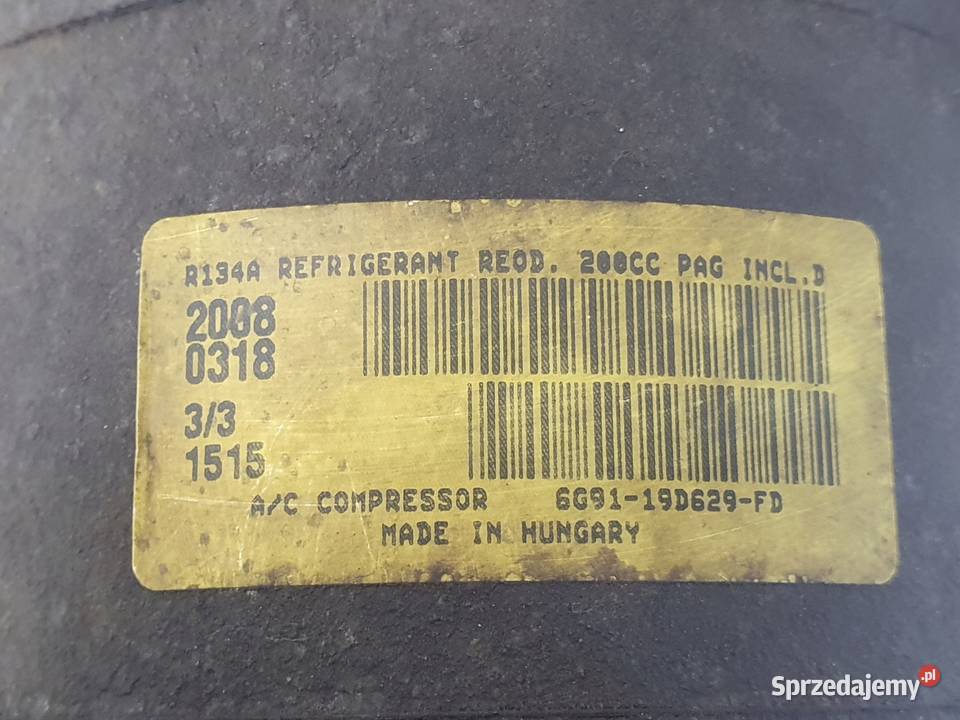 R134A REFRIGERANT REQD. 200CC PAG INCL.D
2008
0318
3/3
1515
A/C COMPRESSOR 6G91-19D629-FD
MADE IN HUNGARY
Sprzedajemy.pl